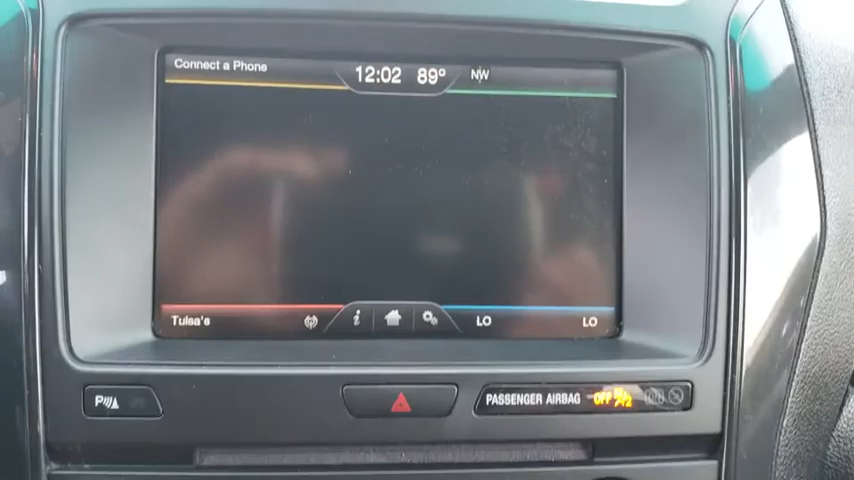 Connect a Phone
12:02 89° NW
Tulsa's
i
LO LO
P
PASSENGER AIRBAG OFF